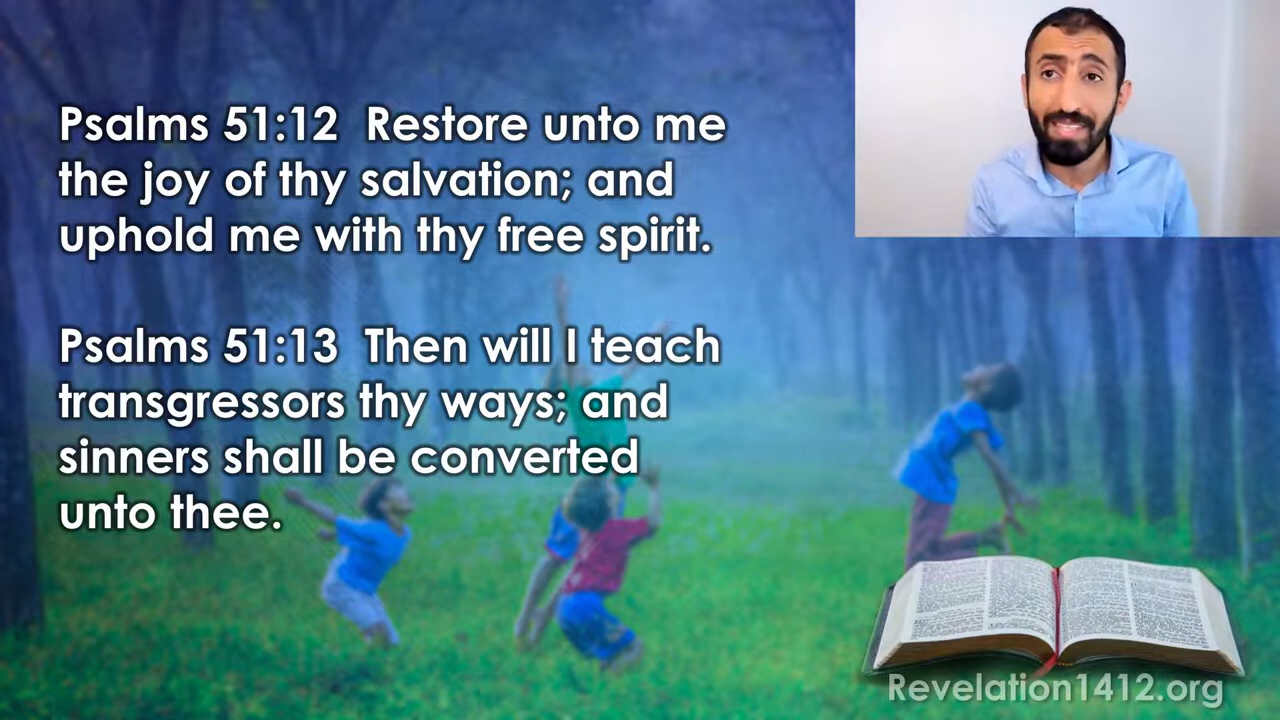 Psalms 51:12  Restore unto me
the joy of thy salvation; and
uphold me with thy free spirit.
Psalms 51:13  Then will I teach
transgressors thy ways; and
sinners shall be converted
unto thee.
Revelation1412.org